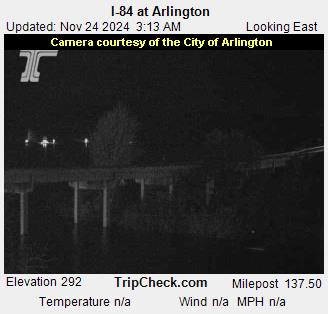 I-84 at Arlington
Updated: Nov 24 2024 3:13 AM Looking East
Camera courtesy of the City of Arlington
Elevation 292 TripCheck.com Milepost 137.50
Temperature n/a Wind n/a MPH n/a